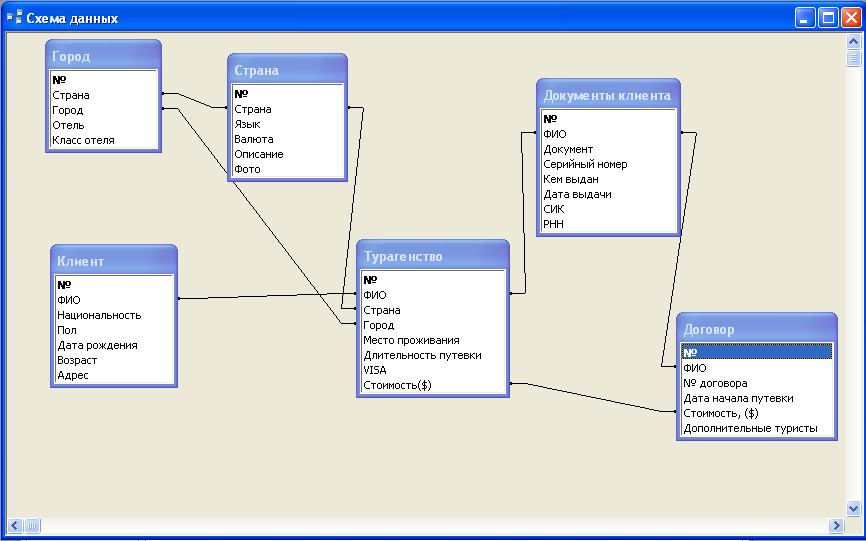 Схема данных
Город
№
Страна
Город
Отель
Класс отеля
Страна
№
Страна
Язык
Валюта
Описание
Фото
Документы клиента
№
ФИО
Документ
Серийный номер
Кем выдан
Дата выдачи
СИК
РНН
Клиент
№
ФИО
Национальность
Пол
Дата рождения
Возраст
Адрес
Турагенство
№
ФИО
Страна
Город
Место проживания
Длительность путевки
VISA
Стоимость($)
Договор
№
ФИО
№ договора
Дата начала путевки
Стоимость, ($)
Дополнительные туристы